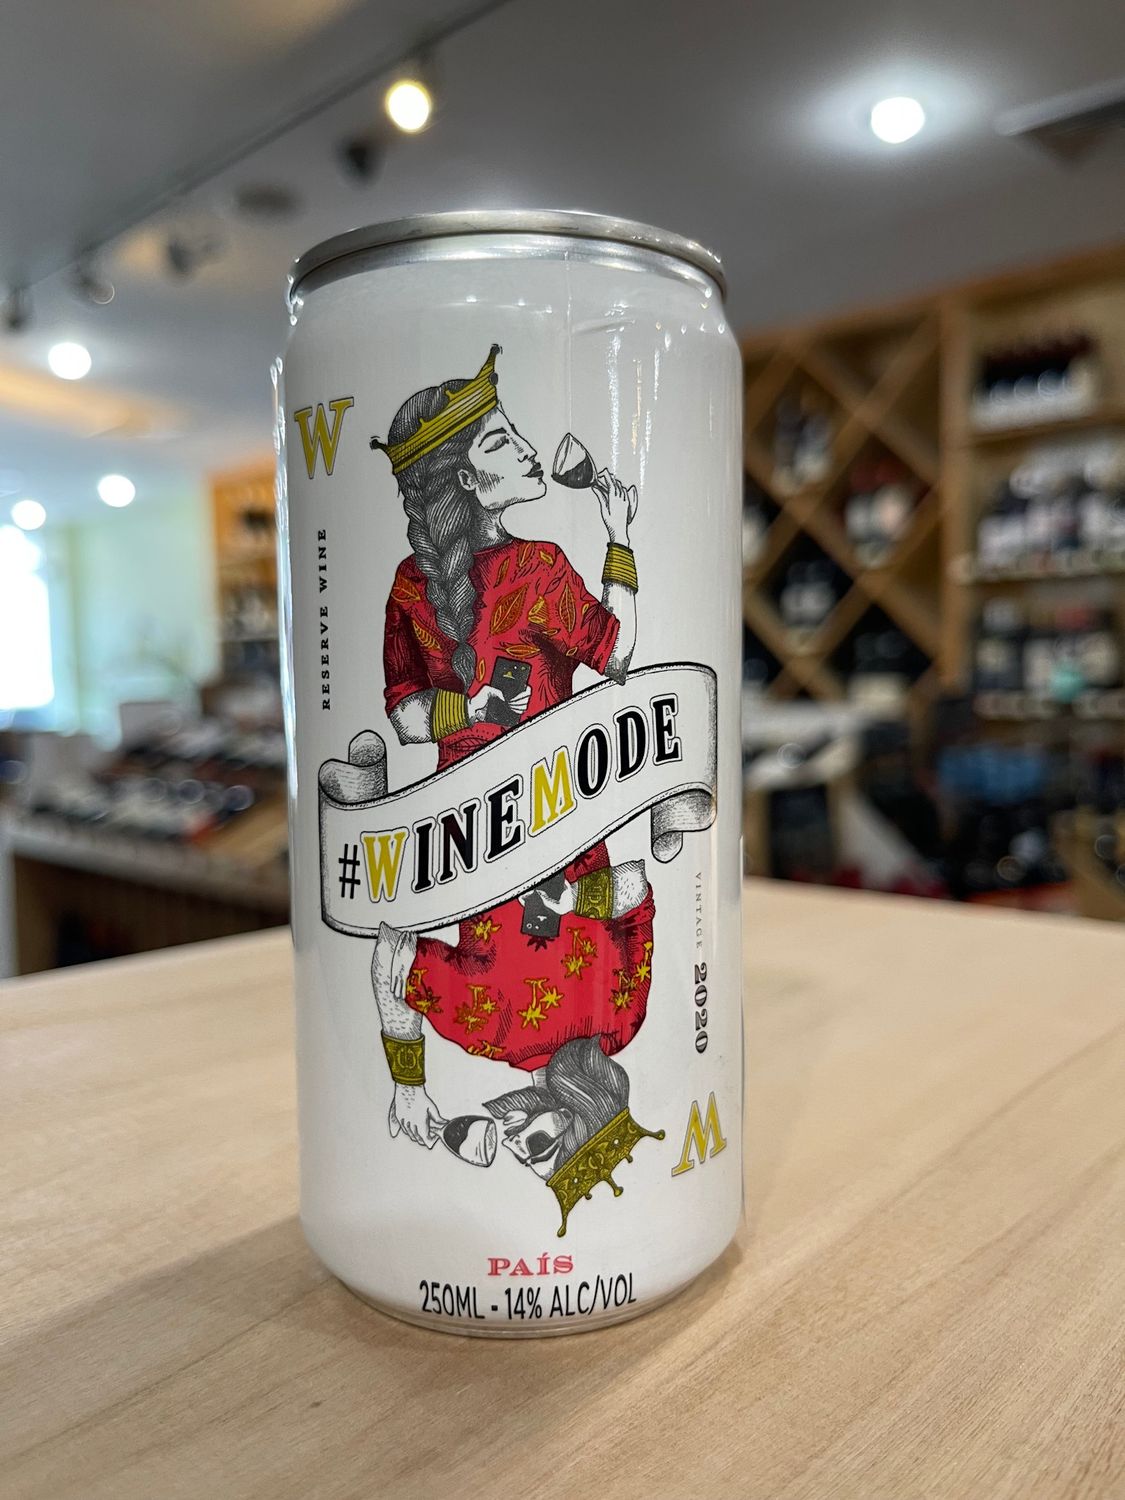 W
RESERVE WINE
#WINEMODE
VINTAGE 2020
M
PAÍS
250ML - 14% ALC/VOL